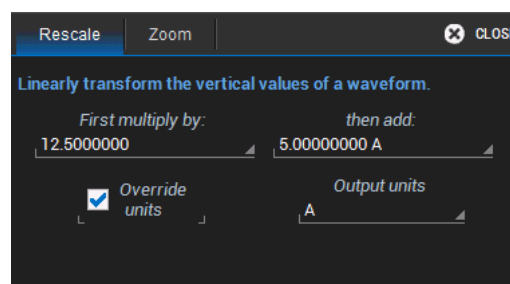 Rescale Zoom CLOS
Linearly transform the vertical values of a waveform.
First multiply by: then add:
12.5000000 5.00000000 A
Override Output units
units A